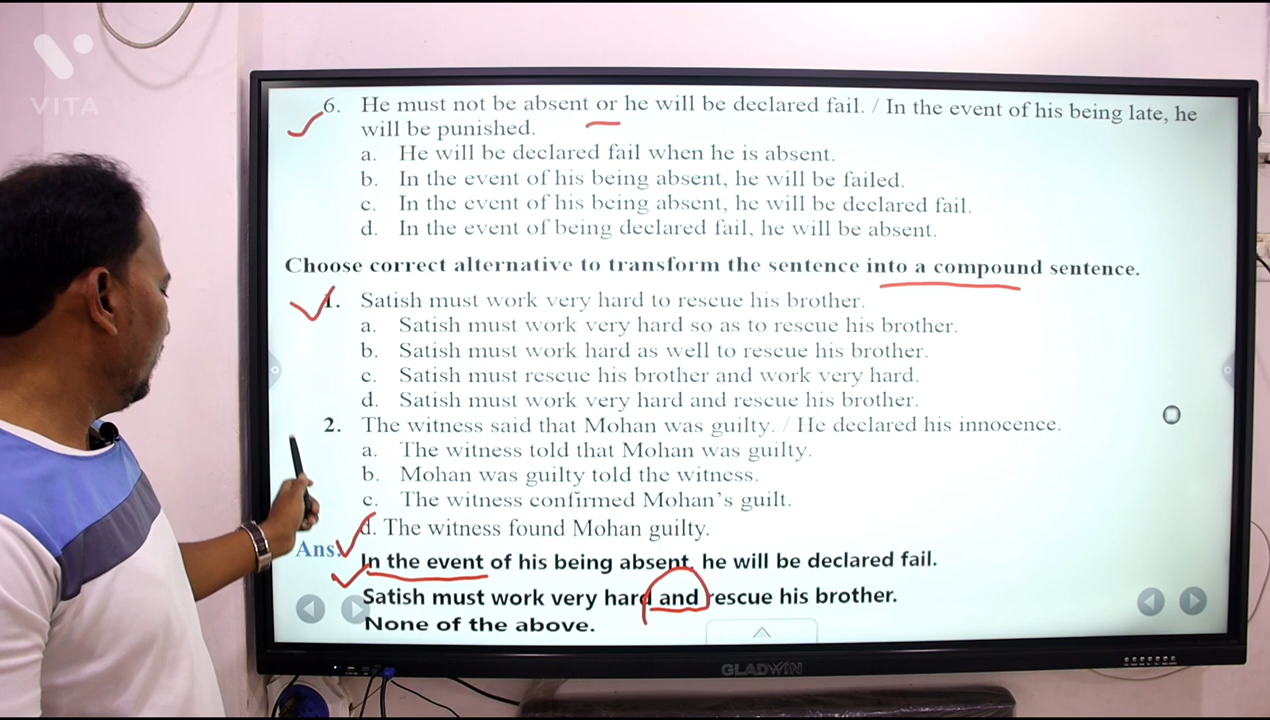 VITA
6. He must not be absent or he will be declared fail. / In the event of his being late, he
will be punished.
a. He will be declared fail when he is absent.
b. In the event of his being absent, he will be failed.
c. In the event of his being absent, he will be declared fail.
d. In the event of being declared fail, he will be absent.
Choose correct alternative to transform the sentence into a compound sentence.
1. Satish must work very hard to rescue his brother.
a. Satish must work very hard so as to rescue his brother.
b. Satish must work hard as well to rescue his brother.
c. Satish must rescue his brother and work very hard.
d. Satish must work very hard and rescue his brother.
2. The witness said that Mohan was guilty. / He declared his innocence.
a. The witness told that Mohan was guilty.
b. Mohan was guilty told the witness.
c. The witness confirmed Mohan's guilt.
d. The witness found Mohan guilty.
Ans:
In the event of his being absent, he will be declared fail.
Satish must work very hard and rescue his brother.
None of the above.
GLADWIN